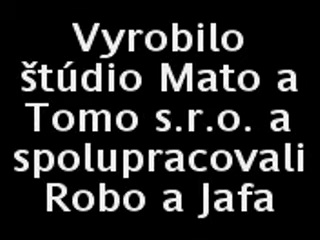 Vyrobilo
štúdio Mato a
Tomo s.r.o. a
spolupracovali
Robo a Jafa